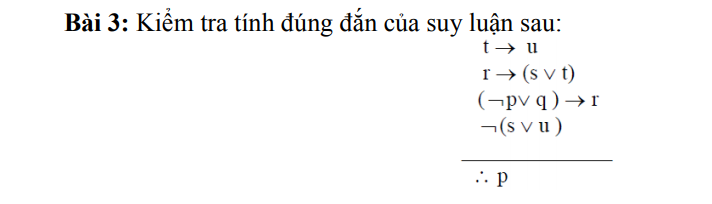 Bài 3: Kiểm tra tính đúng đắn của suy luận sau:
t → u
r → (s ∨ t)
(¬p∨ q ) → r
¬(s ∨ u )
∴ p